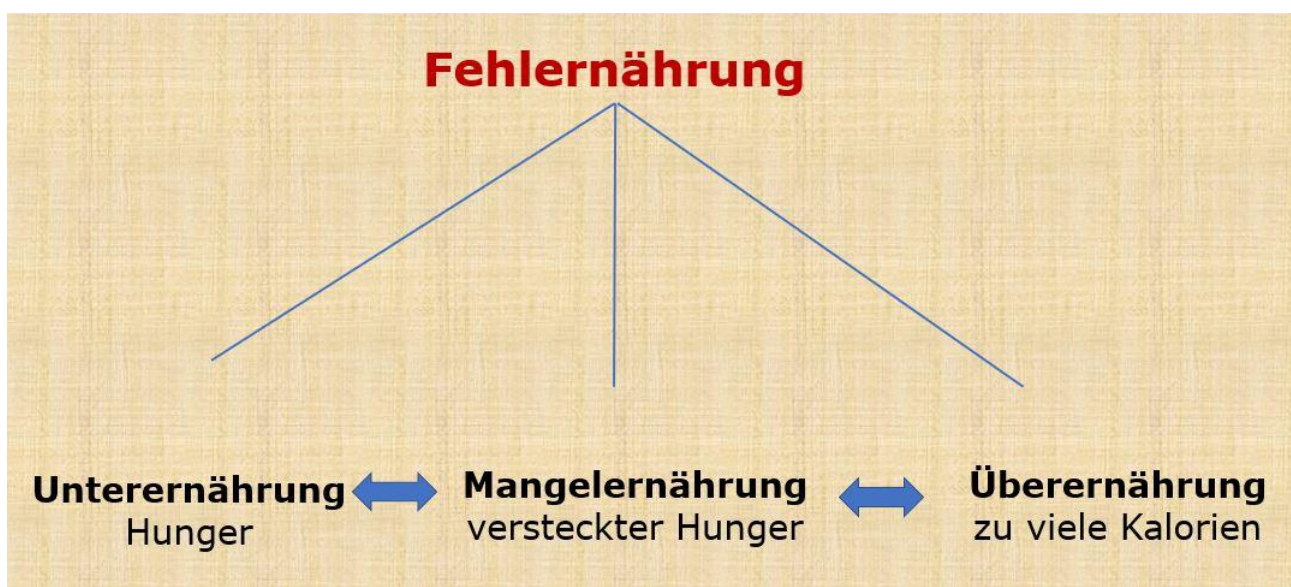 Fehlernährung
Unterernährung
Hunger
Mangelernährung
versteckter Hunger
Überernährung
zu viele Kalorien